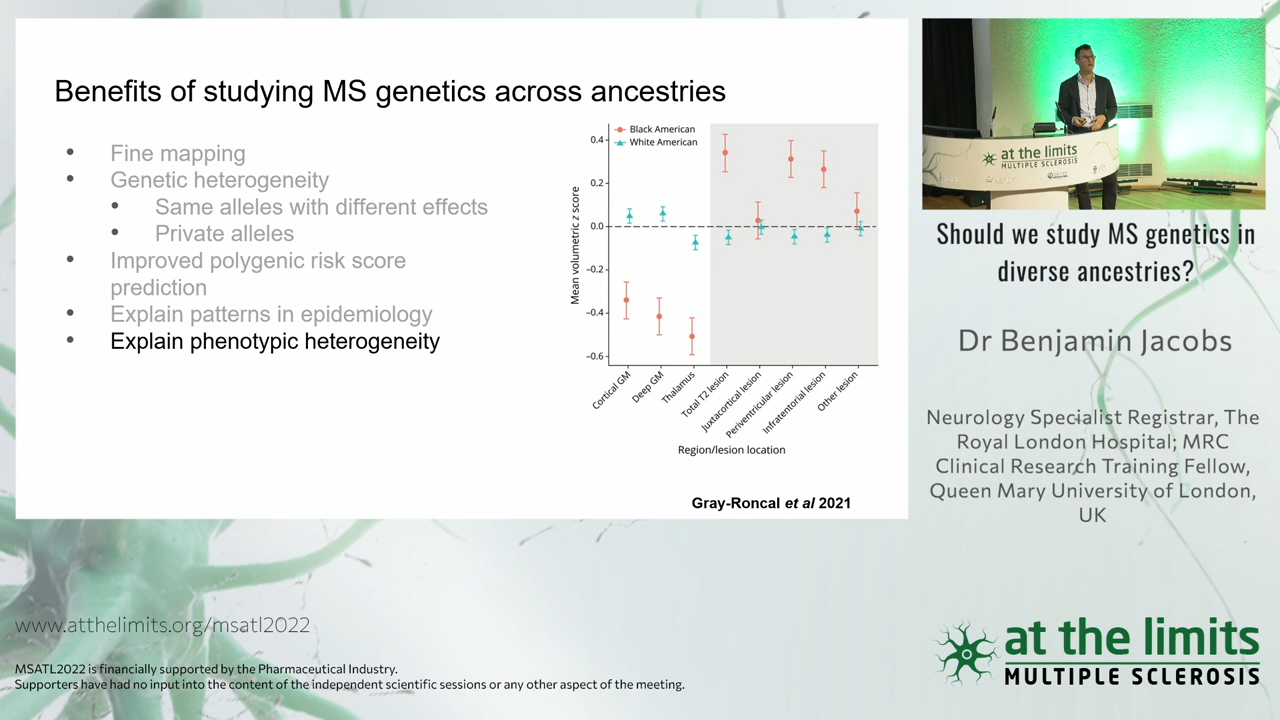 Benefits of studying MS genetics across ancestries
• Fine mapping
• Genetic heterogeneity
• Same alleles with different effects
• Private alleles
• Improved polygenic risk score
prediction
• Explain patterns in epidemiology
• Explain phenotypic heterogeneity
Black American
White American
Mean volumetric z score
0.4
0.2
0.0
−0.2
−0.4
−0.6
Cortical GM
Deep GM
Thalamus
Total T2 lesion
Juxtacortical lesion
Periventricular lesion
Infratentorial lesion
Other lesion
Region/lesion location
Gray-Roncal et al 2021
at the limits
MULTIPLE SCLEROSIS
Should we study MS genetics in
diverse ancestries?
Dr Benjamin Jacobs
Neurology Specialist Registrar, The
Royal London Hospital; MRC
Clinical Research Training Fellow,
Queen Mary University of London,
UK
www.atthelimits.org/msatl2022
MSATL2022 is financially supported by the Pharmaceutical Industry.
Supporters have had no input into the content of the independent scientific sessions or any other aspect of the meeting.
at the limits
MULTIPLE SCLEROSIS